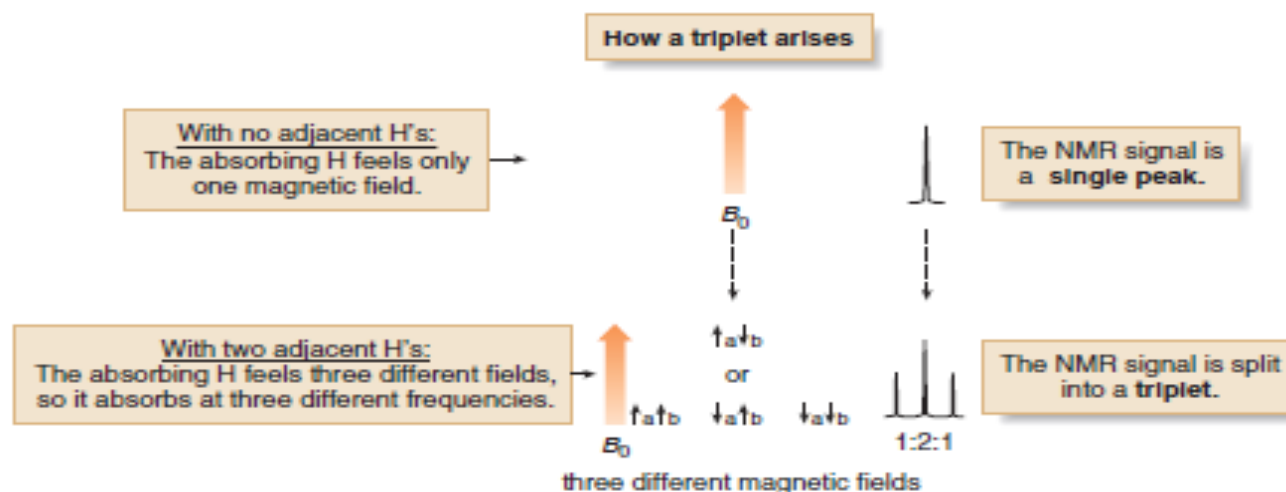 How a triplet arises
With no adjacent H's:
The absorbing H feels only
one magnetic field.
B0
The NMR signal is
a single peak.
With two adjacent H's:
The absorbing H feels three different fields,
so it absorbs at three different frequencies.
B0
↑a↓b
or
↑a↑b ↓a↑b ↓a↓b
1:2:1
three different magnetic fields
The NMR signal is split
into a triplet.